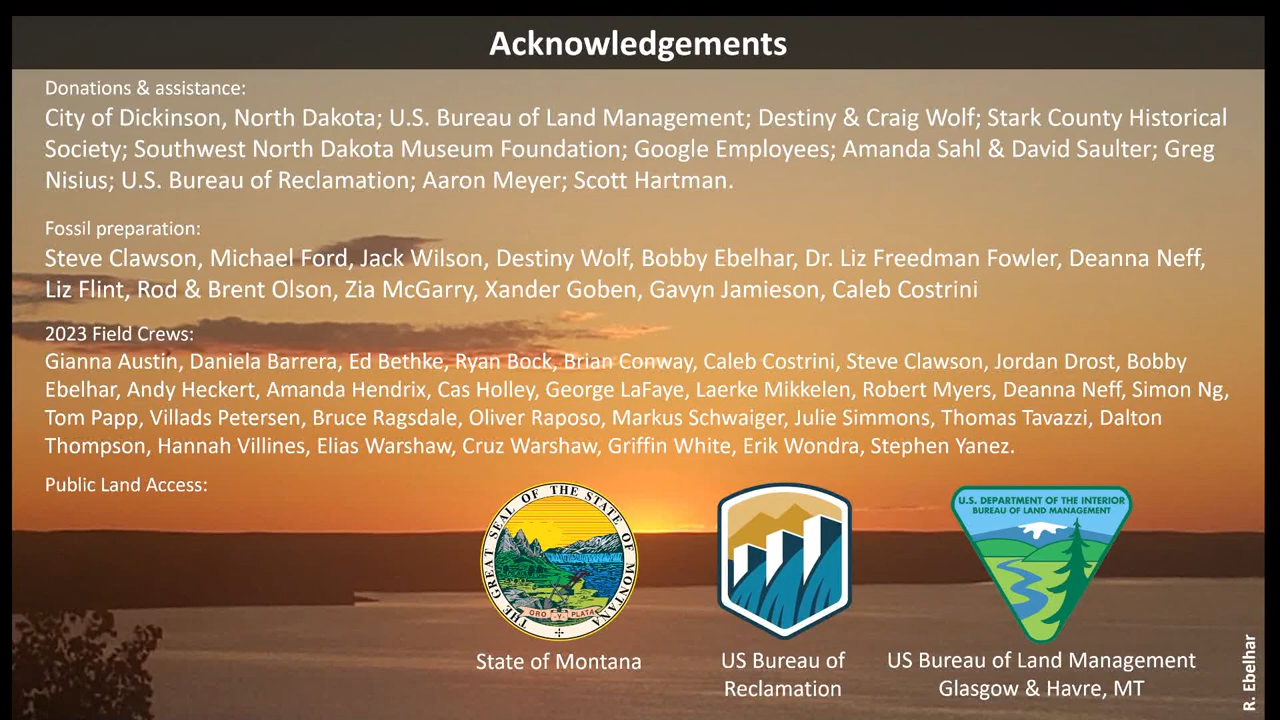 Acknowledgements
Donations & assistance:
City of Dickinson, North Dakota; U.S. Bureau of Land Management; Destiny & Craig Wolf; Stark County Historical
Society; Southwest North Dakota Museum Foundation; Google Employees; Amanda Sahl & David Saulter; Greg
Nisius; U.S. Bureau of Reclamation; Aaron Meyer; Scott Hartman.
Fossil preparation:
Steve Clawson, Michael Ford, Jack Wilson, Destiny Wolf, Bobby Ebelhar, Dr. Liz Freedman Fowler, Deanna Neff,
Liz Flint, Rod & Brent Olson, Zia McGarry, Xander Goben, Gavyn Jamieson, Caleb Costrini
2023 Field Crews:
Gianna Austin, Daniela Barrera, Ed Bethke, Ryan Bock, Brian Conway, Caleb Costrini, Steve Clawson, Jordan Drost, Bobby
Ebelhar, Andy Heckert, Amanda Hendrix, Cas Holley, George LaFaye, Laerke Mikkelen, Robert Myers, Deanna Neff, Simon Ng,
Tom Papp, Villads Petersen, Bruce Ragsdale, Oliver Raposo, Markus Schwaiger, Julie Simmons, Thomas Tavazzi, Dalton
Thompson, Hannah Villines, Elias Warshaw, Cruz Warshaw, Griffin White, Erik Wondra, Stephen Yanez.
Public Land Access:
THE GREAT SEAL OF THE STATE OF MONTANA
ORO Y PLATA
State of Montana
US Bureau of
Reclamation
U.S. DEPARTMENT OF THE INTERIOR
BUREAU OF LAND MANAGEMENT
US Bureau of Land Management
Glasgow & Havre, MT
R. Ebelhar